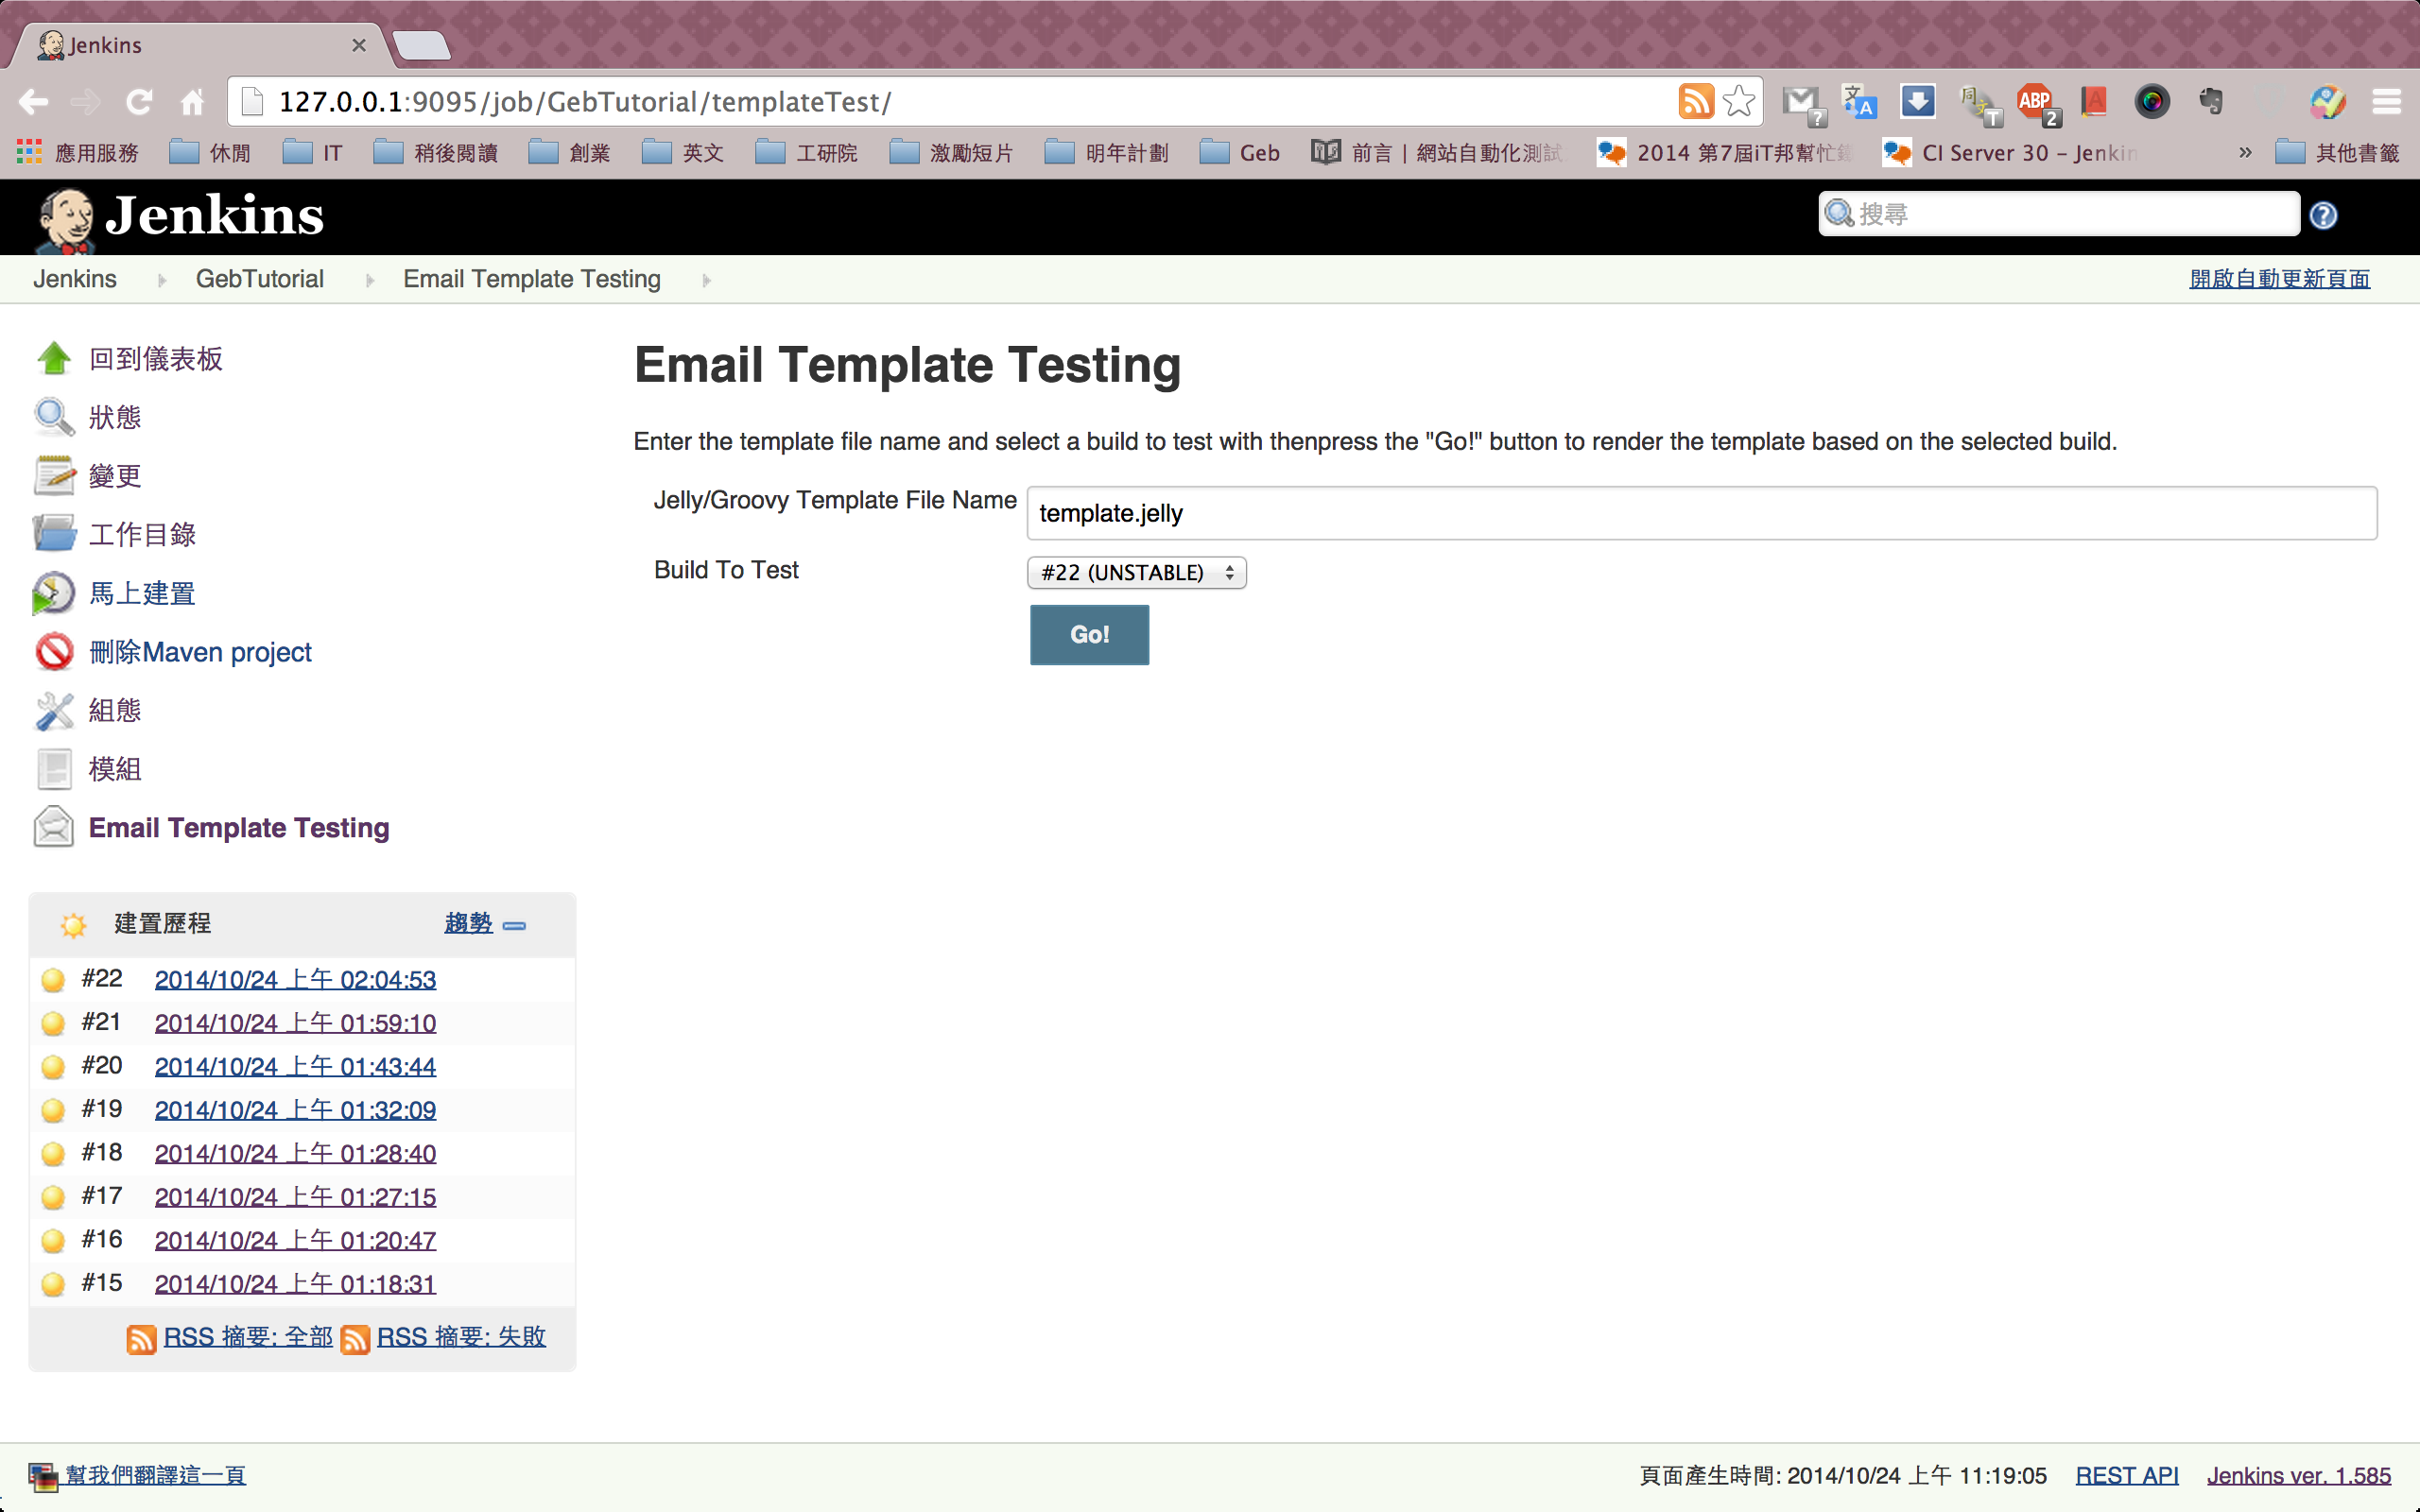 Jenkins
127.0.0.1:9095/job/GebTutorial/templateTest/
?
T
ABP
2
應用服務 休閒 IT 稍後閱讀 創業 英文 工研院 激勵短片 明年計劃 Geb 前言 | 網站自動化測試 2014 第7屆iT邦幫忙 CI Server 30 – Jenkin » 其他書籤
Jenkins
搜尋
Jenkins GebTutorial Email Template Testing 開啟自動更新頁面
回到儀表板
狀態
變更
工作目錄
馬上建置
刪除Maven project
組態
模組
Email Template Testing
Email Template Testing
Enter the template file name and select a build to test with thenpress the "Go!" button to render the template based on the selected build.
Jelly/Groovy Template File Name template.jelly
Build To Test #22 (UNSTABLE)
Go!
建置歷程 趨勢
#22 2014/10/24 上午 02:04:53
#21 2014/10/24 上午 01:59:10
#20 2014/10/24 上午 01:43:44
#19 2014/10/24 上午 01:32:09
#18 2014/10/24 上午 01:28:40
#17 2014/10/24 上午 01:27:15
#16 2014/10/24 上午 01:20:47
#15 2014/10/24 上午 01:18:31
RSS 摘要: 全部 RSS 摘要: 失敗
幫我們翻譯這一頁 頁面產生時間: 2014/10/24 上午 11:19:05 REST API Jenkins ver. 1.585